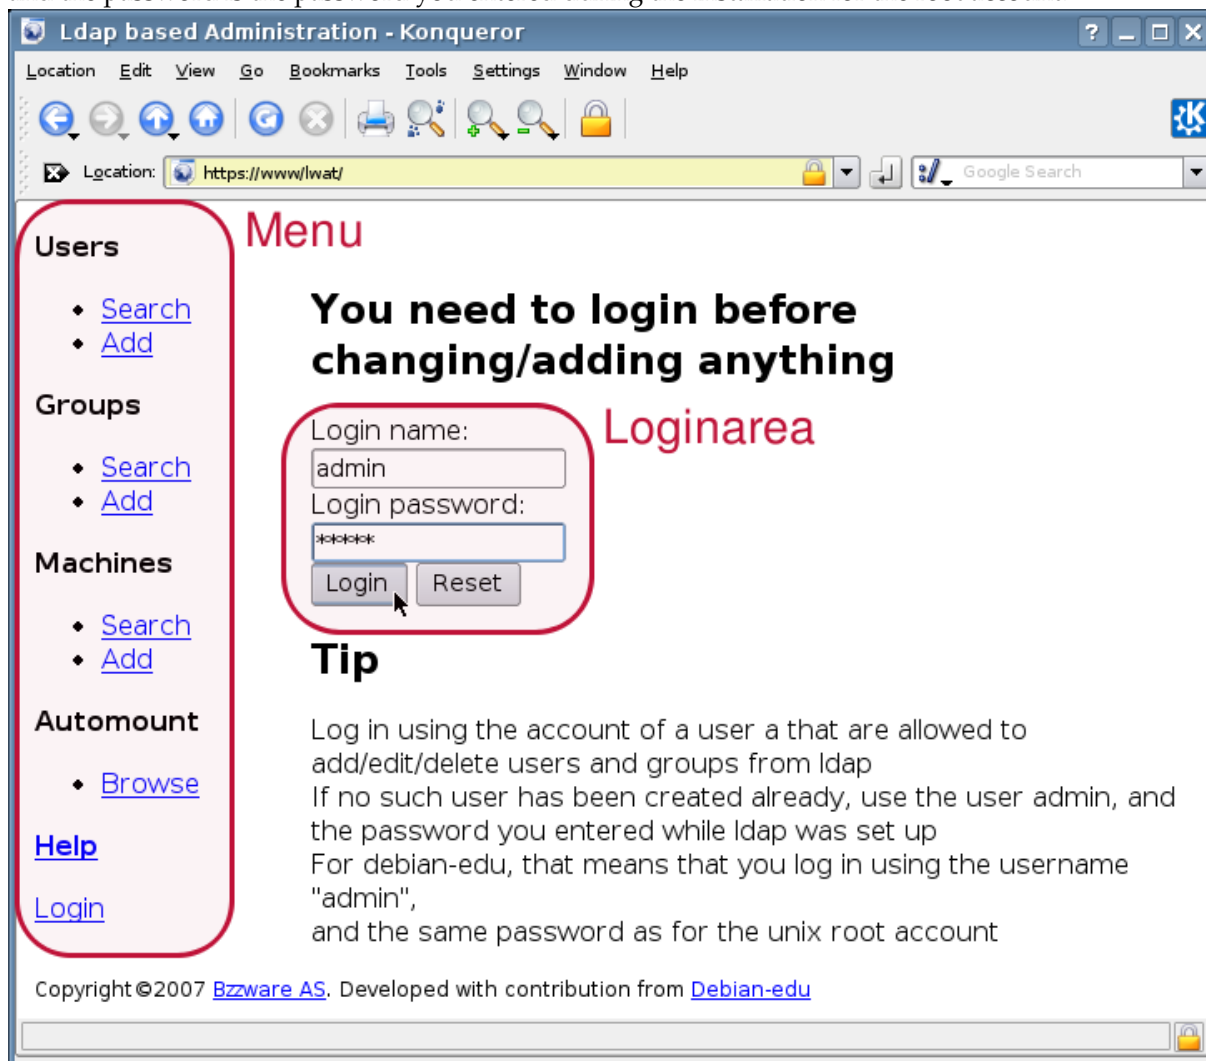 Ldap based Administration - Konqueror
Location Edit View Go Bookmarks Tools Settings Window Help
Location: https://www/lwat/ Google Search
Menu
Users
Search
Add
You need to login before
changing/adding anything
Groups
Search
Add
Loginarea
Login name:
admin
Login password:
*****
Login Reset
Machines
Search
Add
Tip
Automount
Browse
Help
Login
Log in using the account of a user a that are allowed to
add/edit/delete users and groups from ldap
If no such user has been created already, use the user admin, and
the password you entered while ldap was set up
For debian-edu, that means that you log in using the username
"admin",
and the same password as for the unix root account
Copyright©2007 Bzzware AS. Developed with contribution from Debian-edu